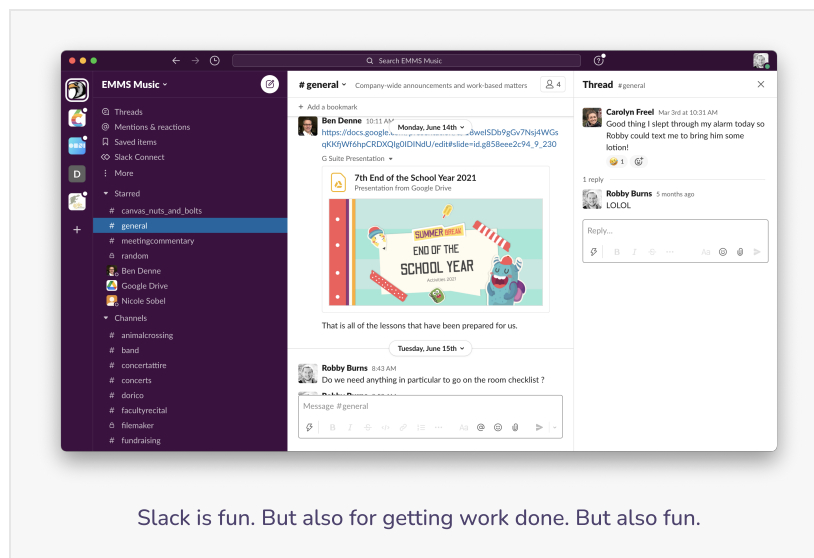 Search EMMS Music
EMMS Music
Threads
Mentions & reactions
Saved items
Slack Connect
More
Starred
# canvas_nuts_and_bolts
# general
# meetingcommentary
random
Ben Denne
Google Drive
Nicole Sobel
Channels
# animalcrossing
# band
# concertattire
# concerts
# dorico
# facultyrecital
filemaker
# fundraising
D
# general
Company-wide announcements and work-based matters
4
+ Add a bookmark
Ben Denne 10:11 AM
Monday, June 14th
https://docs.google.
qKKfjWf6hpCRDXQIg0IDINdU/edit#slide=id.g858eee2c94_9_230
G Suite Presentation
7th End of the School Year 2021
Presentation from Google Drive
SUMMER BREAK
END OF THE
SCHOOL YEAR
Activities 2021
That is all of the lessons that have been prepared for us.
Tuesday, June 15th
Robby Burns 8:43 AM
Do we need anything in particular to go on the room checklist ?
Message #general
B I S Aa @
Thread #general
Carolyn Freel Mar 3rd at 10:31 AM
Good thing I slept through my alarm today so
Robby could text me to bring him some
lotion!
1
1 reply
Robby Burns 5 months ago
LOLOL
Reply...
B I S Aa
Slack is fun. But also for getting work done. But also fun.